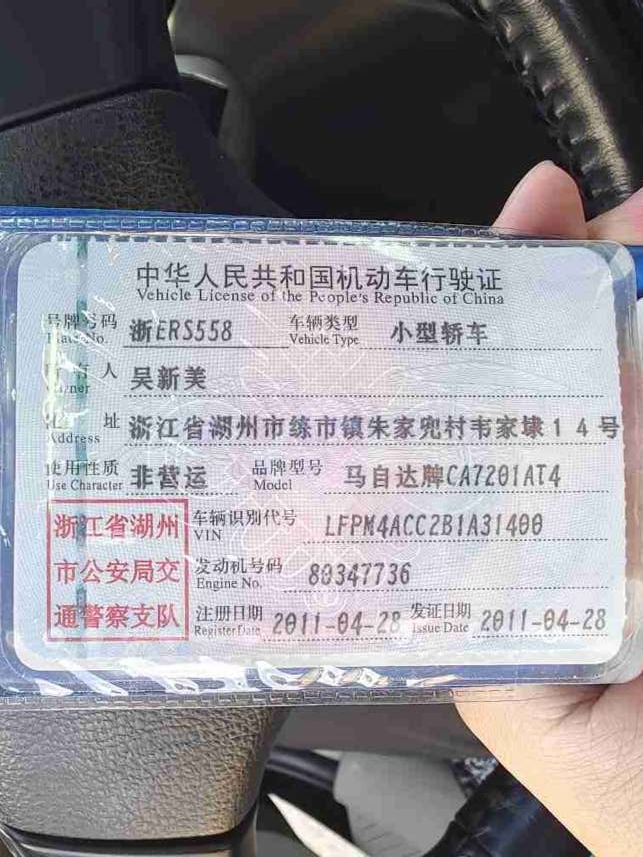 中华人民共和国机动车行驶证
Vehicle License of the People's Republic of China
号牌号码 浙ERS558 车辆类型 小型轿车
Plate No. Vehicle Type
所有人 吴新美
Owner
住址 浙江省湖州市练市镇朱家兜村韦家埭14号
Address
使用性质 非营运 品牌型号 马自达牌CA7201AT4
Use Character Model
浙江省湖州
市公安局交
通警察支队
车辆识别代号 LFPM4ACC2B1A31400
VIN
发动机号码 80347736
Engine No.
注册日期 2011-04-28 发证日期 2011-04-28
Register Date Issue Date